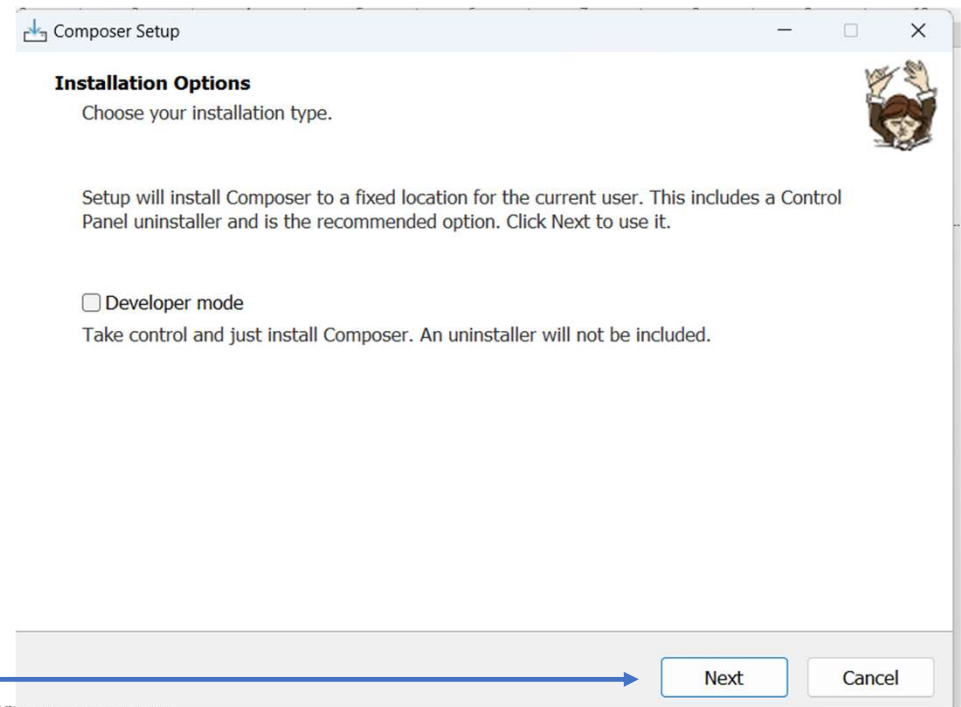 Composer Setup
Installation Options
Choose your installation type.
Setup will install Composer to a fixed location for the current user. This includes a Control
Panel uninstaller and is the recommended option. Click Next to use it.
Developer mode
Take control and just install Composer. An uninstaller will not be included.
Next
Cancel